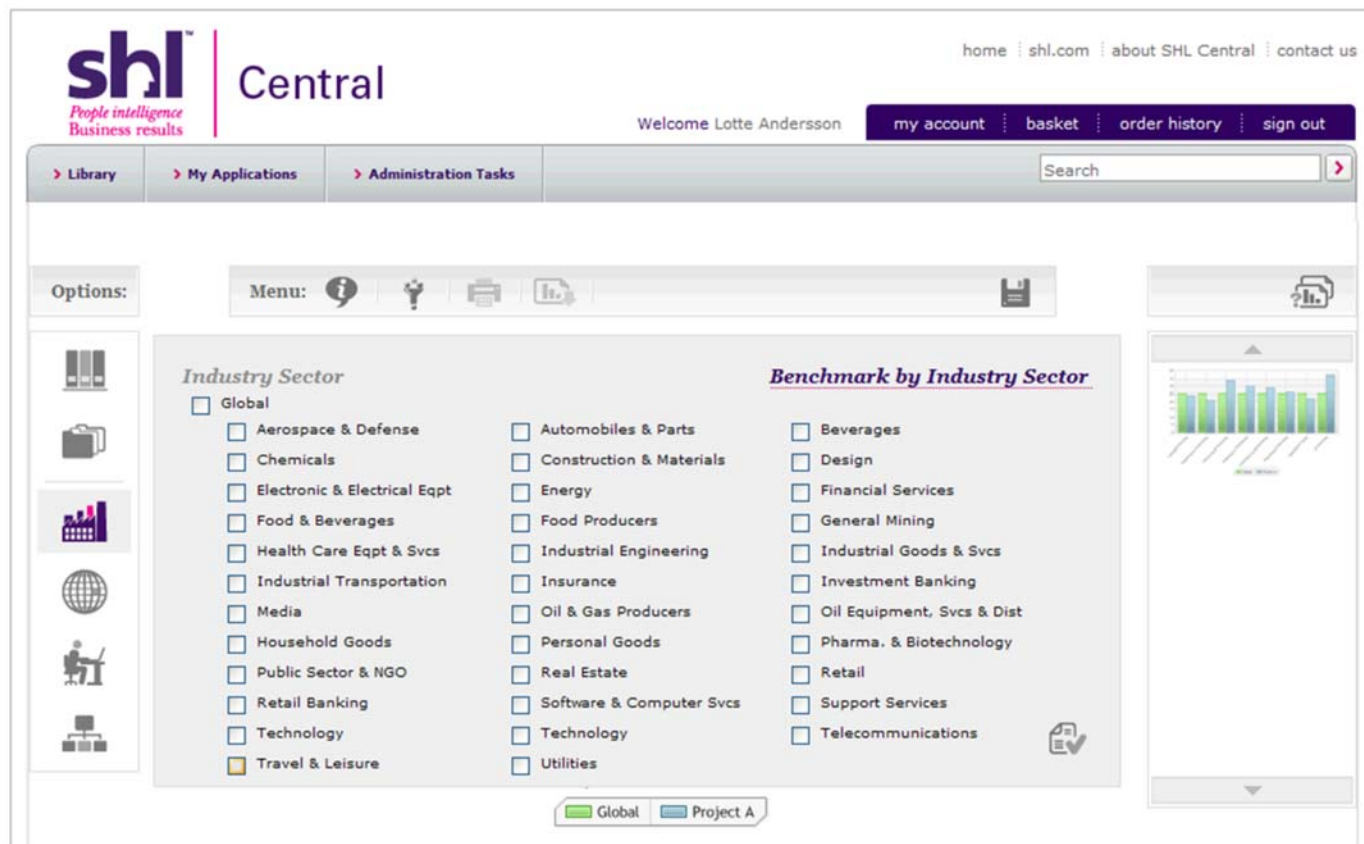 home shl.com about SHL Central contact us
shl™ Central
People intelligence
Business results
Welcome Lotte Andersson my account basket order history sign out
Library My Applications Administration Tasks Search
Options: Menu:
Industry Sector Benchmark by Industry Sector
Global
Aerospace & Defense Automobiles & Parts Beverages
Chemicals Construction & Materials Design
Electronic & Electrical Eqpt Energy Financial Services
Food & Beverages Food Producers General Mining
Health Care Eqpt & Svcs Industrial Engineering Industrial Goods & Svcs
Industrial Transportation Insurance Investment Banking
Media Oil & Gas Producers Oil Equipment, Svcs & Dist
Household Goods Personal Goods Pharma. & Biotechnology
Public Sector & NGO Real Estate Retail
Retail Banking Software & Computer Svcs Support Services
Technology Technology Telecommunications
Travel & Leisure Utilities
Global Project A